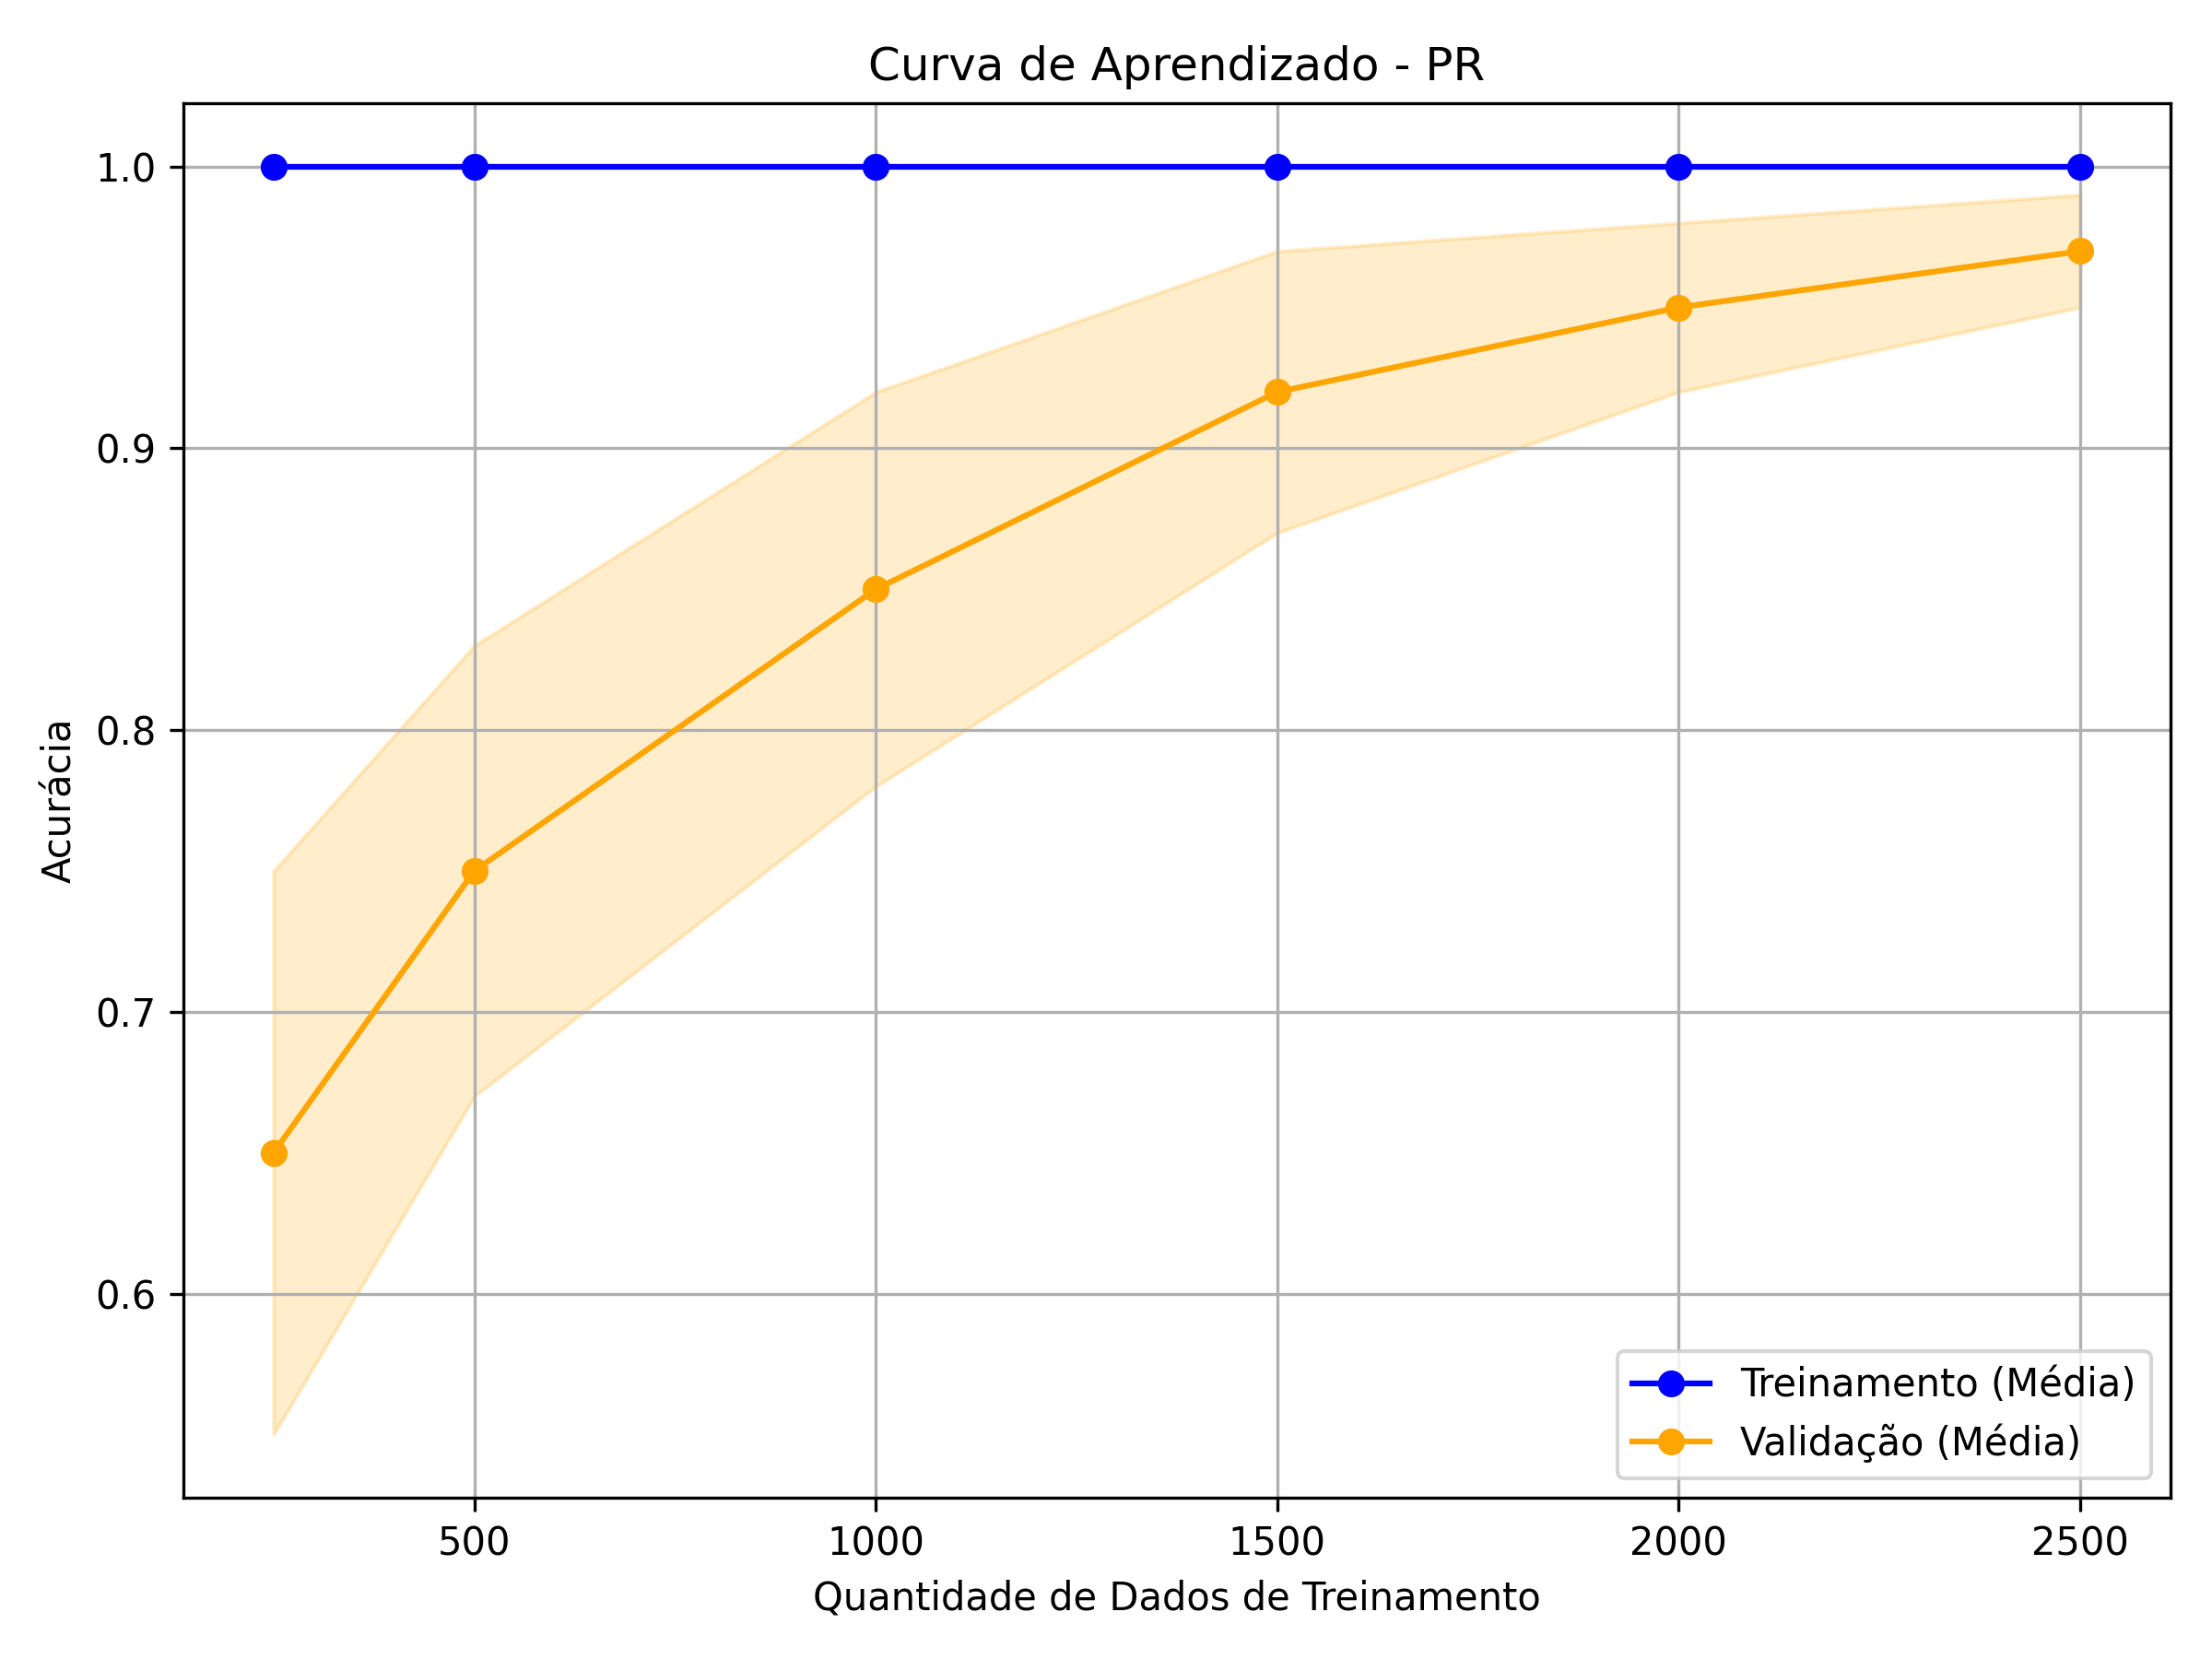 Curva de Aprendizado - PR
1.0
0.9
0.8
0.7
0.6
Acurácia
500 1000 1500 2000 2500
Quantidade de Dados de Treinamento
Treinamento (Média)
Validação (Média)